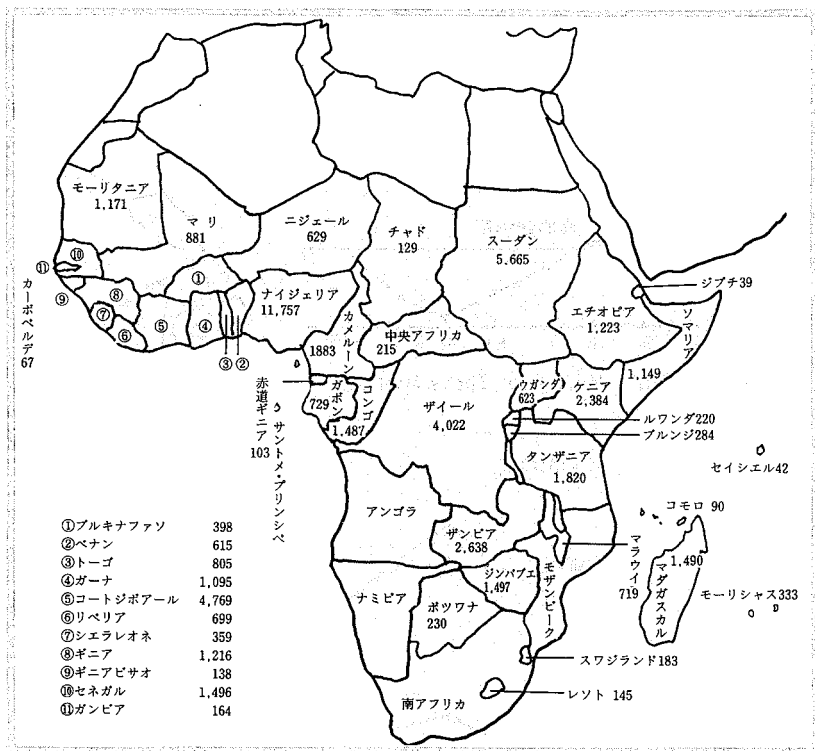 モーリタニア
1,171
マリ
881
ニジェール
629
チャド
129
スーダン
5.665
ジブチ39
エチオピア
1,223
ソマリア
1,149
⑩
⑪
⑨
⑧
⑦
⑥
⑤
④
①
③ ②
カーボベルデ
67
ナイジェリア
11,757
カメルーン
1883
中央アフリカ
215
赤道ギニア
103
ガボン
729
コンゴ
1.487
サントメ・プリンシペ
ザイール
4,022
ウガンダ
623
ケニア
2,384
ルワンダ220
ブルンジ284
タンザニア
1,820
セイシエル42
コモロ 90
アンゴラ
ザンビア
2,638
マラウイ
719
モザンビーク
ジンバブエ
1,497
1,490
マダガスカル
モーリシャス333
ナミビア
ボツワナ
230
スワジランド183
レソト 145
南アフリカ
①ブルキナファソ 398
②ベナン 615
③トーゴ 805
④ガーナ 1,095
⑤コートジボアール 4,769
⑥リベリア 699
⑦シエラレオネ 359
⑧ギニア 1,216
⑨ギニアビサオ 138
⑩セネガル 1,496
⑪ガンビア 164